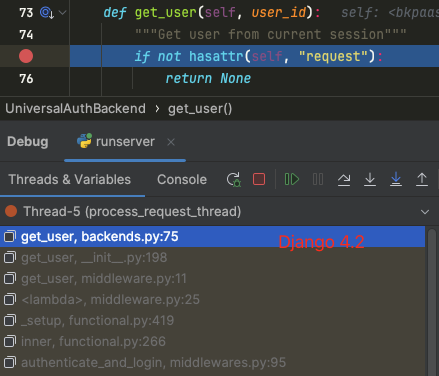 73 def get_user(self, user_id): self: <bkpaas
74 """Get user from current session"""
if not hasattr(self, "request"):
76 return None
UniversalAuthBackend > get_user()
Debug runserver ×
Threads & Variables Console
Thread-5 (process_request_thread)
get_user, backends.py:75
Django 4.2
get_user, __init__.py:198
get_user, middleware.py:11
<lambda>, middleware.py:25
_setup, functional.py:419
inner, functional.py:266
authenticate_and_login, middlewares.py:95